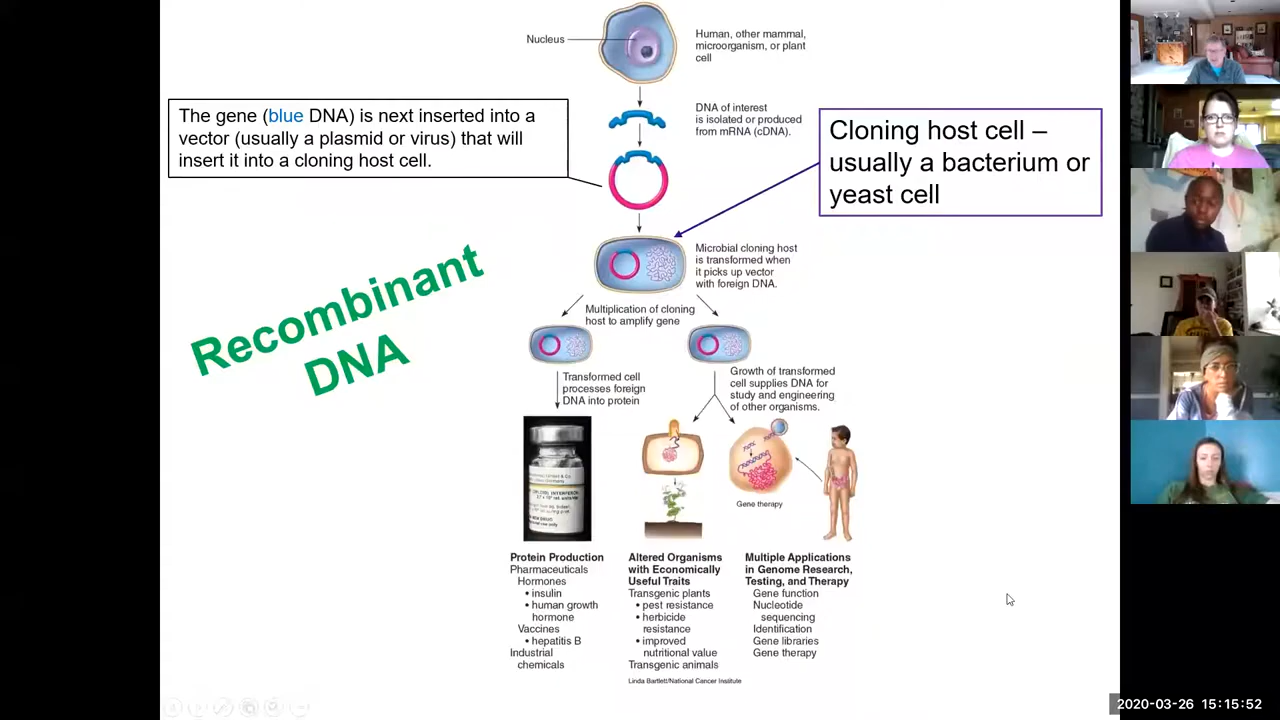 Nucleus
Human, other mammal,
microorganism, or plant
cell
The gene (blue DNA) is next inserted into a
vector (usually a plasmid or virus) that will
insert it into a cloning host cell.
DNA of interest
is isolated or produced
from mRNA (cDNA).
Cloning host cell –
usually a bacterium or
yeast cell
Recombinant
DNA
Microbial cloning host
is transformed when
it picks up vector
with foreign DNA.
Multiplication of cloning
host to amplify gene
Transformed cell
processes foreign
DNA into protein
Growth of transformed
cell supplies DNA for
study and engineering
of other organisms.
Gene therapy
Protein Production
Pharmaceuticals
Hormones
• insulin
• human growth
hormone
Vaccines
• hepatitis B
Industrial
chemicals
Altered Organisms
with Economically
Useful Traits
Transgenic plants
• pest resistance
• herbicide
resistance
• improved
nutritional value
Transgenic animals
Multiple Applications
in Genome Research,
Testing, and Therapy
Gene function
Nucleotide
sequencing
Identification
Gene libraries
Gene therapy
Linda Bartlett/National Cancer Institute
2020-03-26 15:15:52